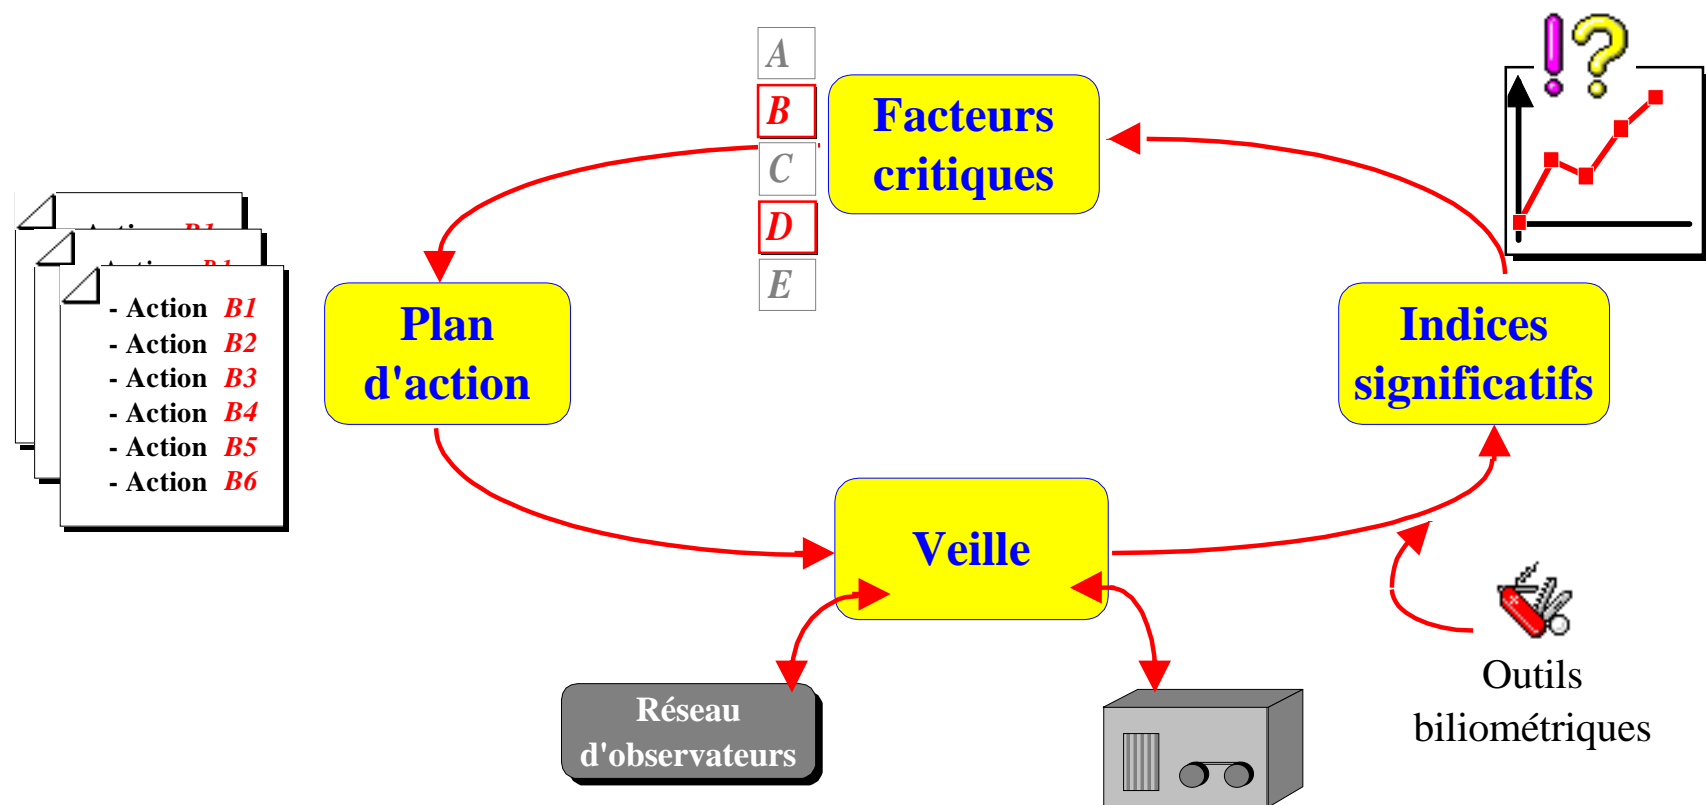 A
B
C
D
E
Facteurs
critiques
- Action B1
- Action B2
- Action B3
- Action B4
- Action B5
- Action B6
Plan
d'action
Indices
significatifs
Veille
Réseau
d'observateurs
Outils
biliométriques